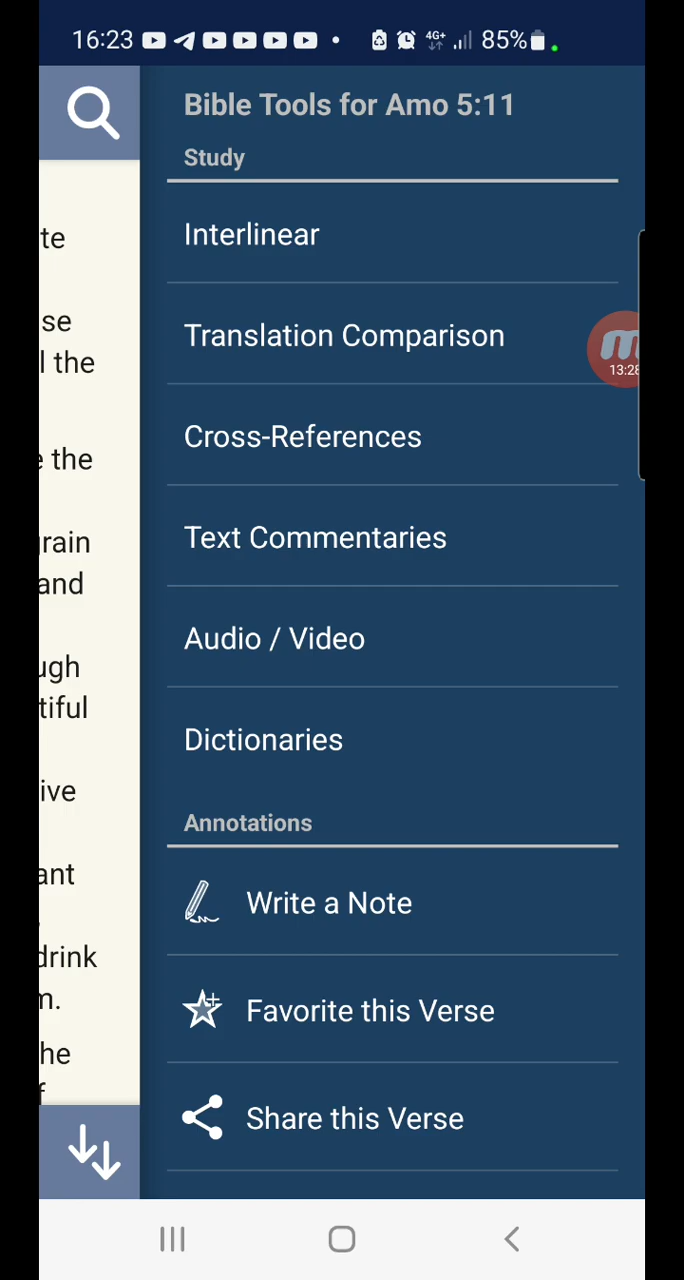 16:23
4G+
85%
Bible Tools for Amo 5:11
Study
te
Interlinear
se
l the
Translation Comparison
13:28
Cross-References
the
Text Commentaries
and
Audio / Video
tiful
Dictionaries
ive
Annotations
ant
Write a Note
drink
m.
Favorite this Verse
he
Share this Verse